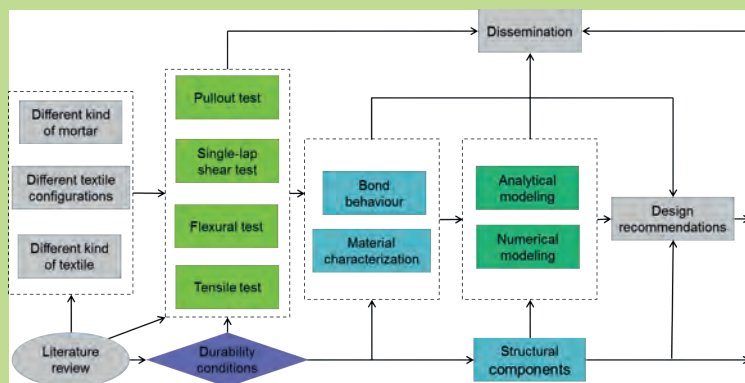 Dissemination
Different kind
of mortar
Different textile
configurations
Different kind
of textile
Literature
review
Pullout test
Single-lap
shear test
Flexural test
Tensile test
Durability
conditions
Bond
behaviour
Material
characterization
Analytical
modeling
Numerical
modeling
Structural
components
Design
recommendations